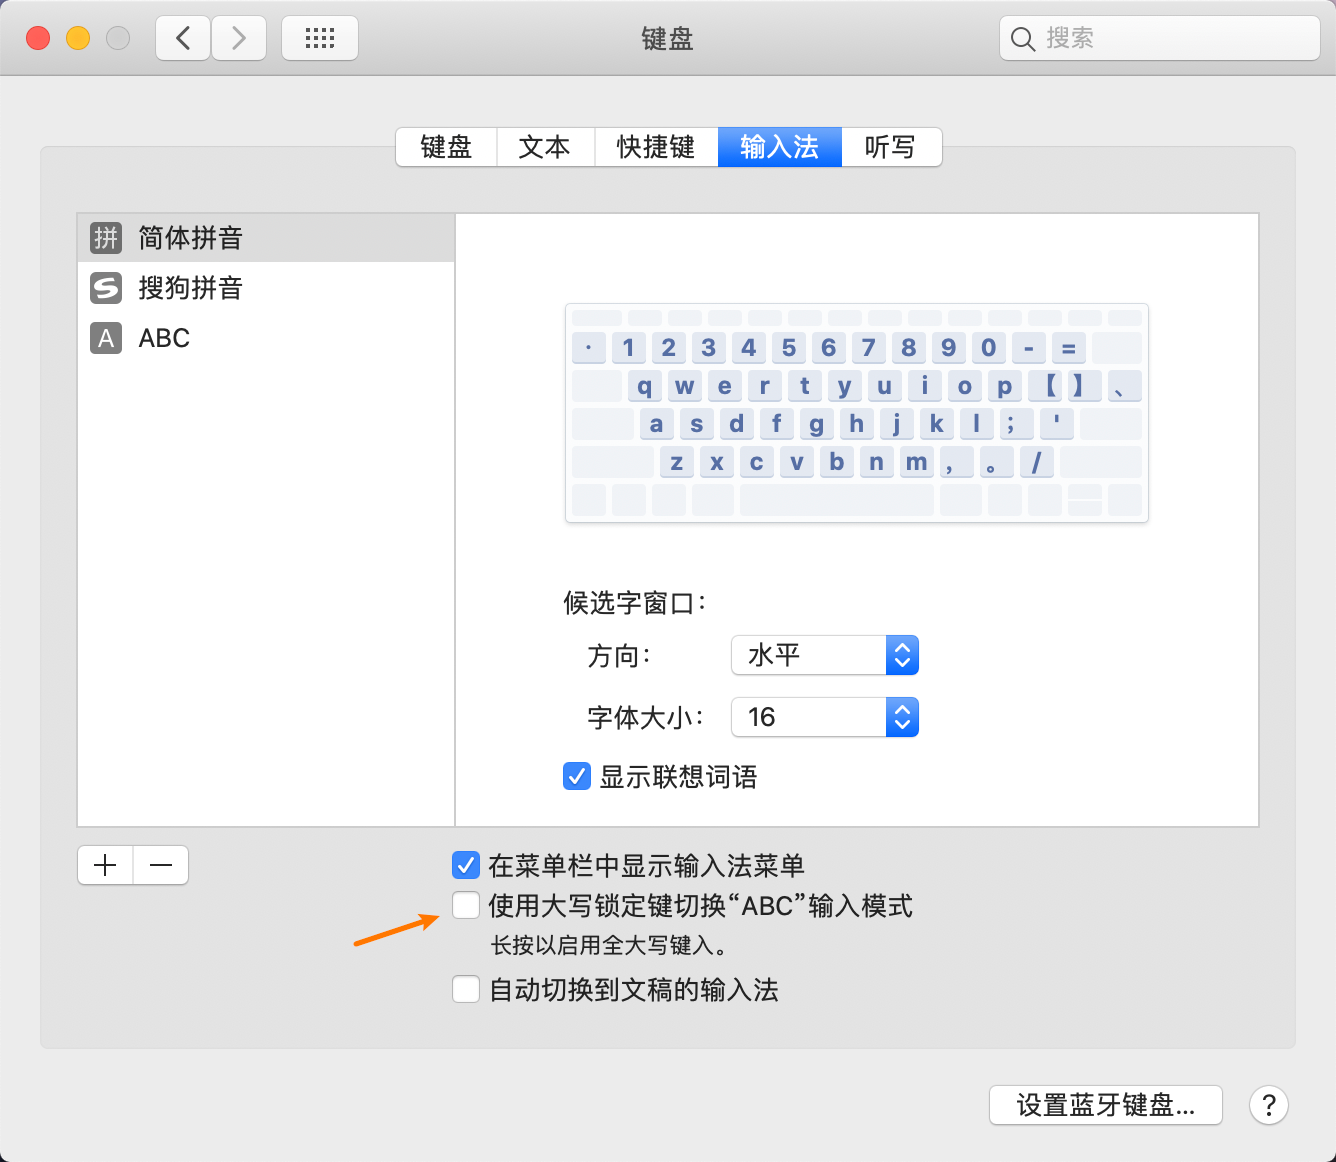 键盘
搜索
键盘 文本 快捷键 输入法 听写
拼 简体拼音
搜狗拼音
A ABC
· 1 2 3 4 5 6 7 8 9 0 - =
q w e r t y u i o p 【 】 、
a s d f g h j k l ; '
z x c v b n m , 。 /
候选字窗口：
方向： 水平
字体大小： 16
显示联想词语
在菜单栏中显示输入法菜单
使用大写锁定键切换“ABC”输入模式
长按以启用全大写键入。
自动切换到文稿的输入法
设置蓝牙键盘... ?